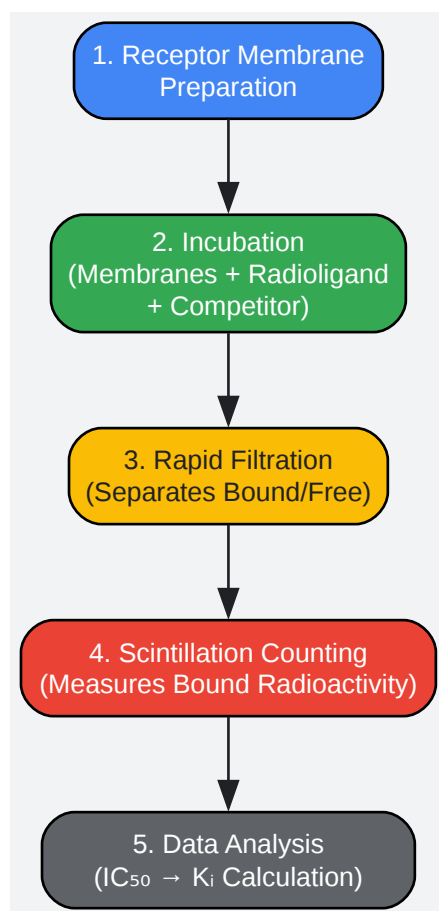 1. Receptor Membrane
Preparation
2. Incubation
(Membranes + Radioligand
+ Competitor)
3. Rapid Filtration
(Separates Bound/Free)
4. Scintillation Counting
(Measures Bound Radioactivity)
5. Data Analysis
(IC₅₀ → Kᵢ Calculation)